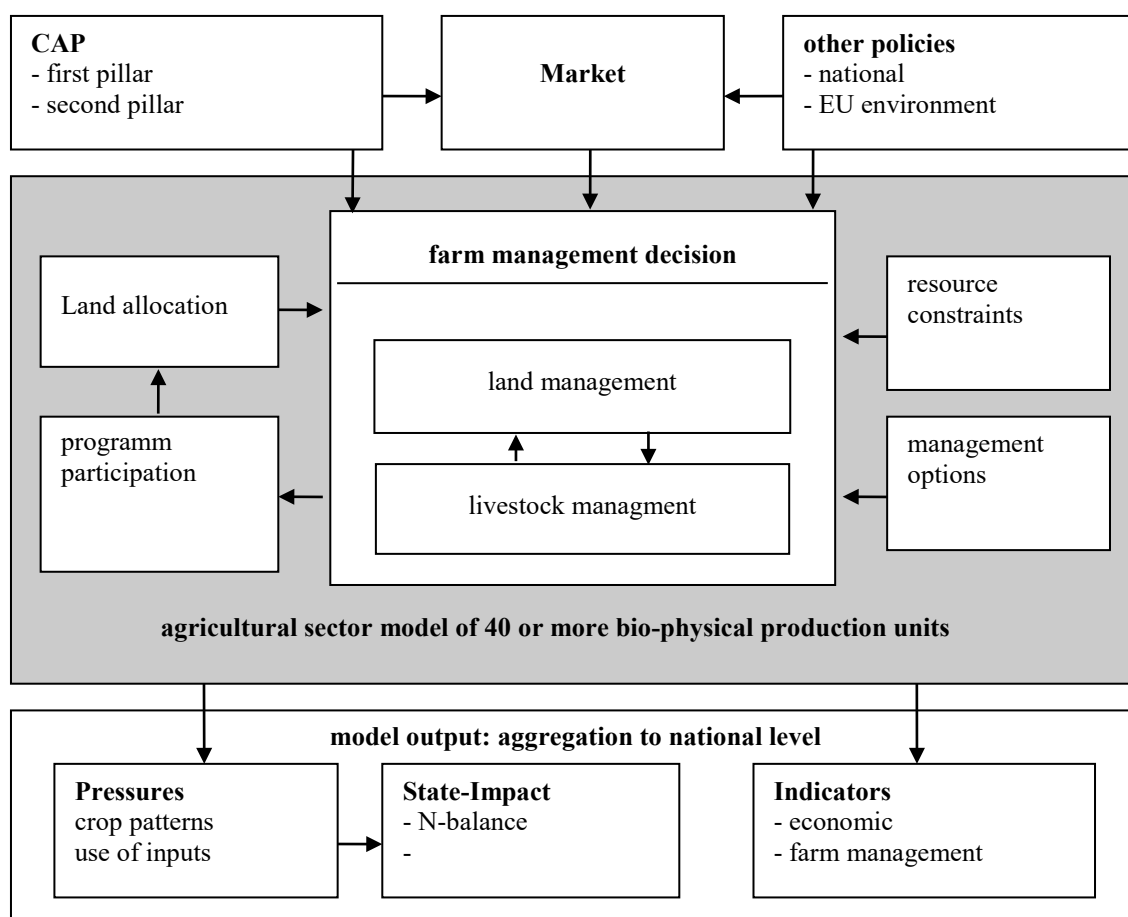 CAP
- first pillar
- second pillar
Market
other policies
- national
- EU environment
farm management decision
Land allocation
resource
constraints
land management
programm
participation
management
options
livestock managment
agricultural sector model of 40 or more bio-physical production units
model output: aggregation to national level
Pressures
crop patterns
use of inputs
State-Impact
- N-balance
-
Indicators
- economic
- farm management